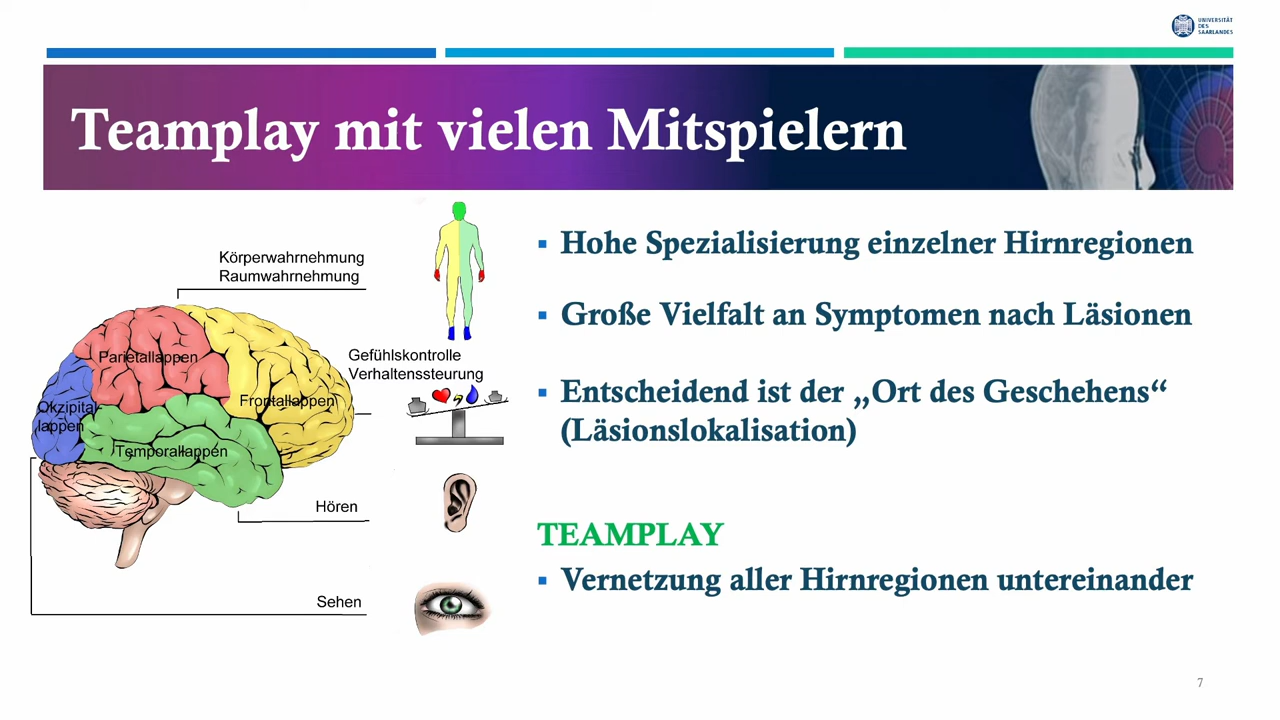 UNIVERSITÄT
DES
SAARLANDES
Teamplay mit vielen Mitspielern
Körperwahrnehmung
Raumwahrnehmung
Parietallappen
Gefühlskontrolle
Verhaltenssteuerung
Frontallappen
Okzipital-
lappen
Temporallappen
Hören
Sehen
▪ Hohe Spezialisierung einzelner Hirnregionen
▪ Große Vielfalt an Symptomen nach Läsionen
▪ Entscheidend ist der „Ort des Geschehens“
(Läsionslokalisation)
TEAMPLAY
▪ Vernetzung aller Hirnregionen untereinander
7